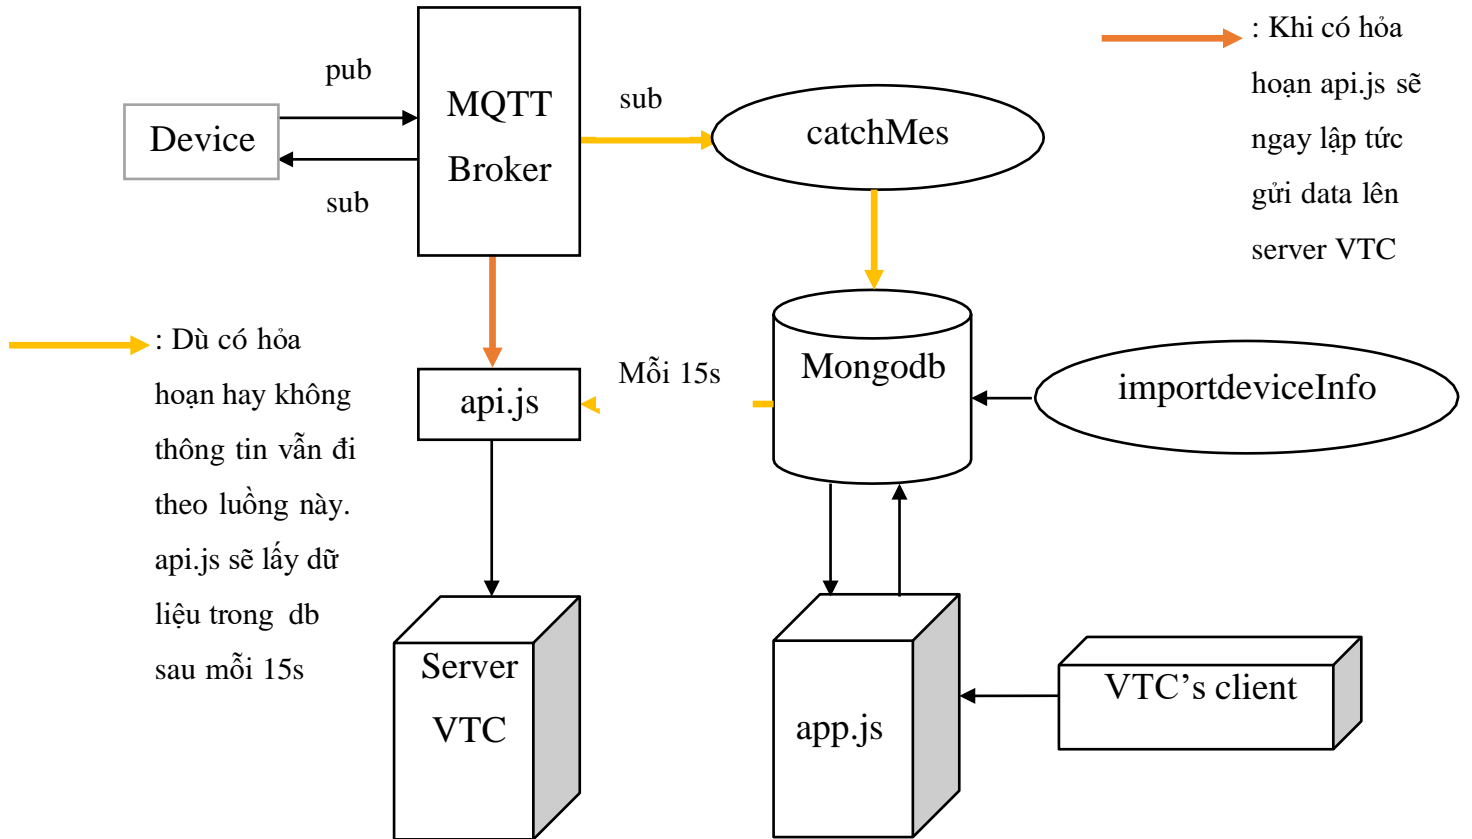 pub
Device
sub
MQTT
Broker
sub
catchMes
: Khi có hỏa
hoạn api.js sẽ
ngay lập tức
gửi data lên
server VTC
: Dù có hỏa
hoạn hay không
thông tin vẫn đi
theo luồng này.
api.js sẽ lấy dữ
liệu trong db
sau mỗi 15s
api.js
Mỗi 15s
Mongodb
importdeviceInfo
Server
VTC
app.js
VTC’s client